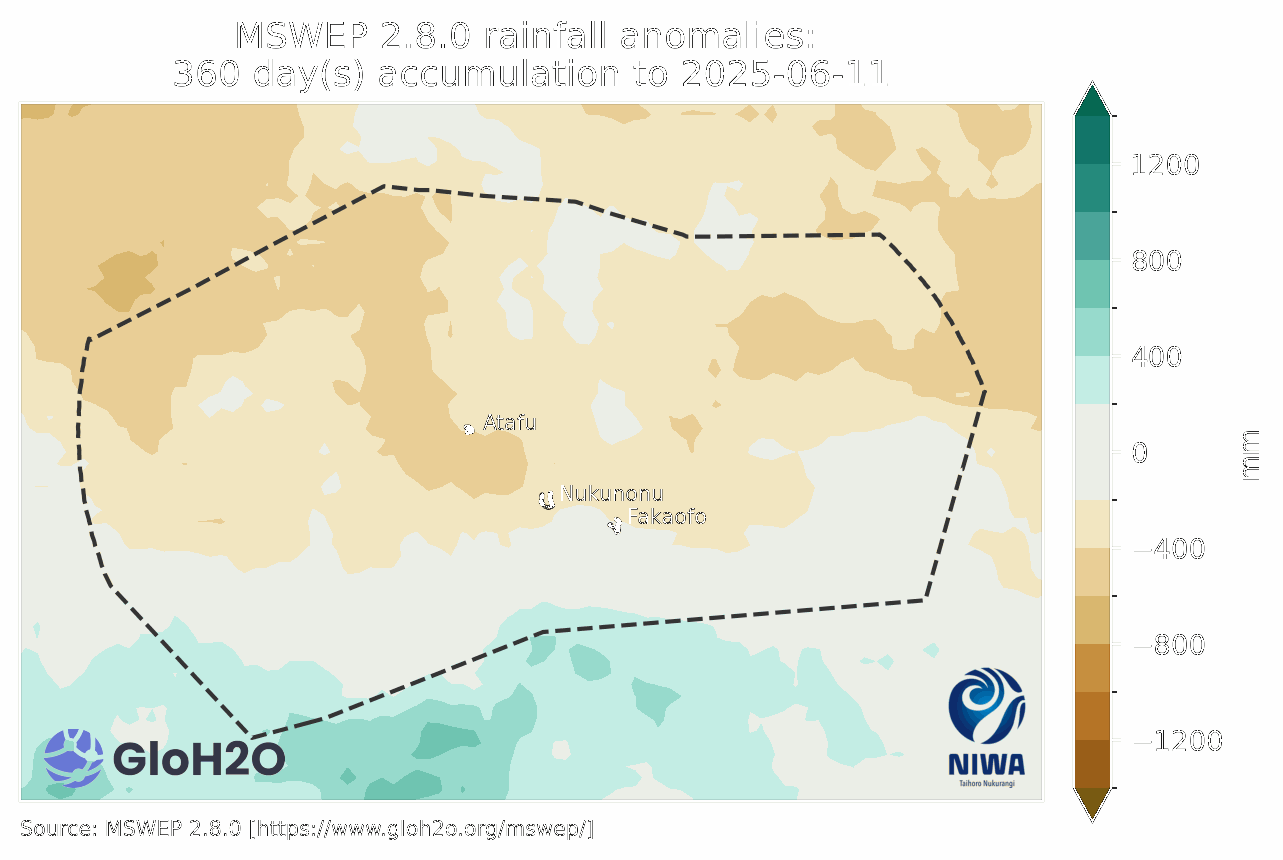 MSWEP 2.8.0 rainfall anomalies:
360 day(s) accumulation to 2025-06-11
1200
800
400
0
−400
−800
−1200
mm
Atafu
Nukunonu
Fakaofo
GloH2O
NIWA
Taihoro Nukurangi
Source: MSWEP 2.8.0 [https://www.gloh2o.org/mswep/]